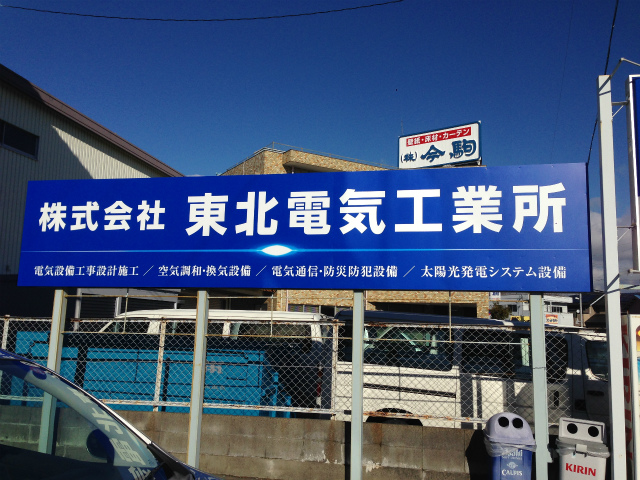 壁紙・床材・カーテン
(株) 今駒
株式会社 東北電気工業所
電気設備工事設計施工 / 空気調和・換気設備 / 電気通信・防災防犯設備 / 太陽光発電システム設備
CALPIS
KIRIN